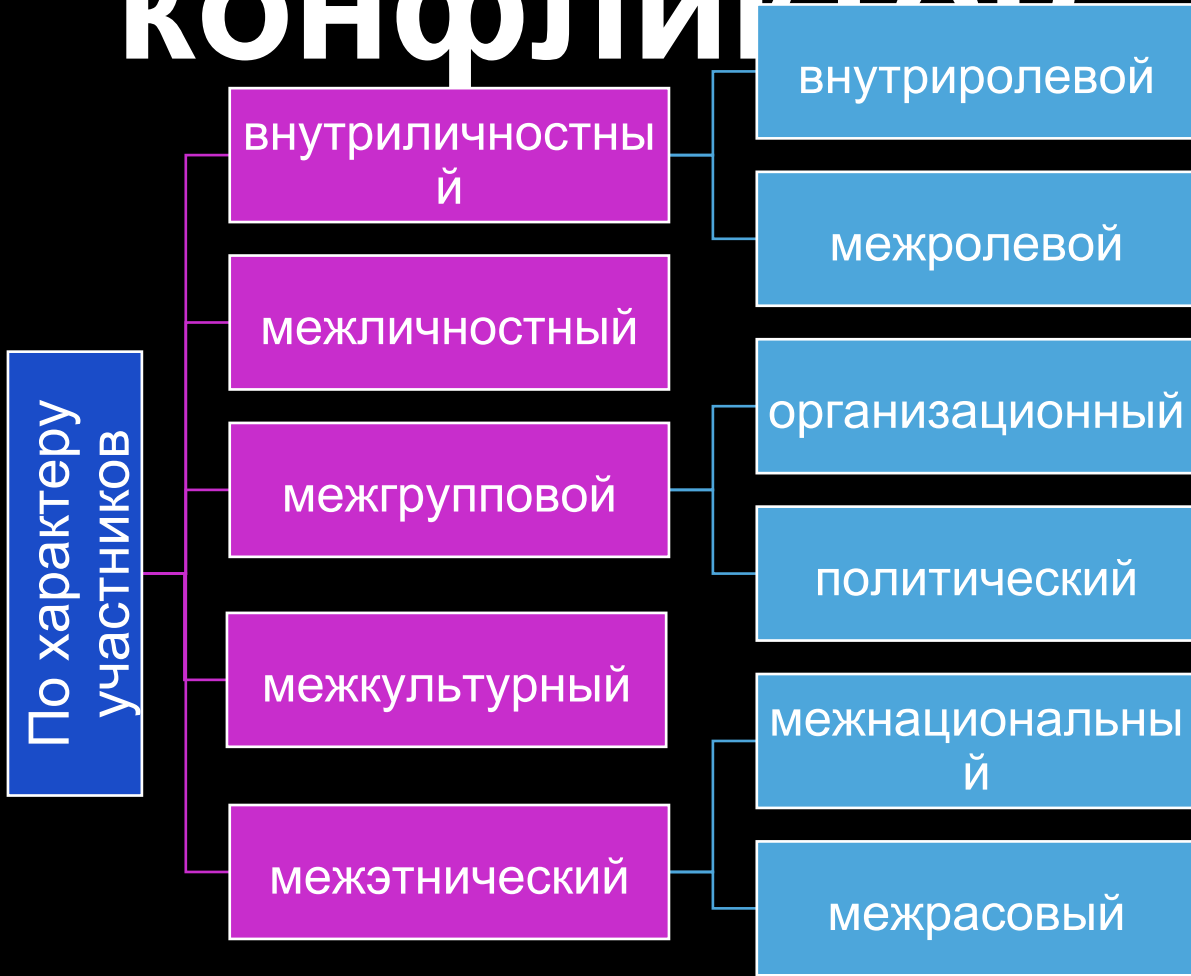 По характеру
участников
внутриличностны
й
межличностный
межгрупповой
межкультурный
межэтнический
внутриролевой
межролевой
организационный
политический
межнациональны
й
межрасовый